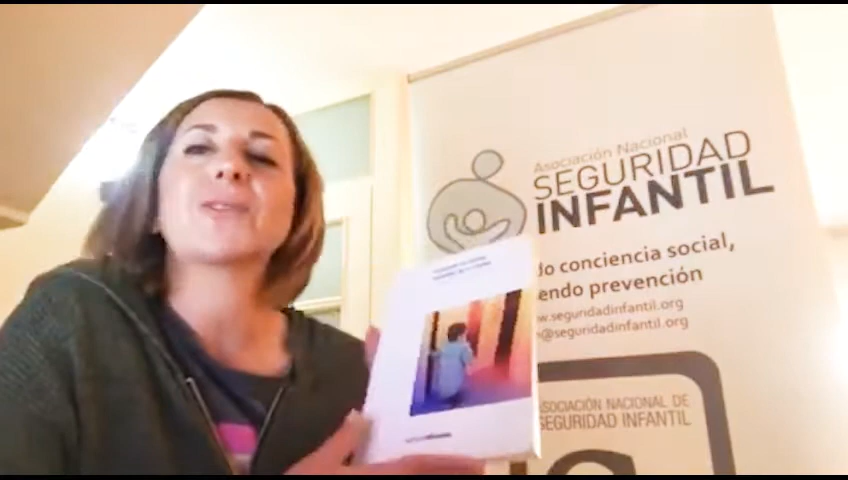 Asociación Nacional
SEGURIDAD
INFANTIL
do conciencia social,
endo prevención
w.seguridadinfantil.org
@seguridadinfantil.org
ASOCIACIÓN NACIONAL DE
SEGURIDAD INFANTIL